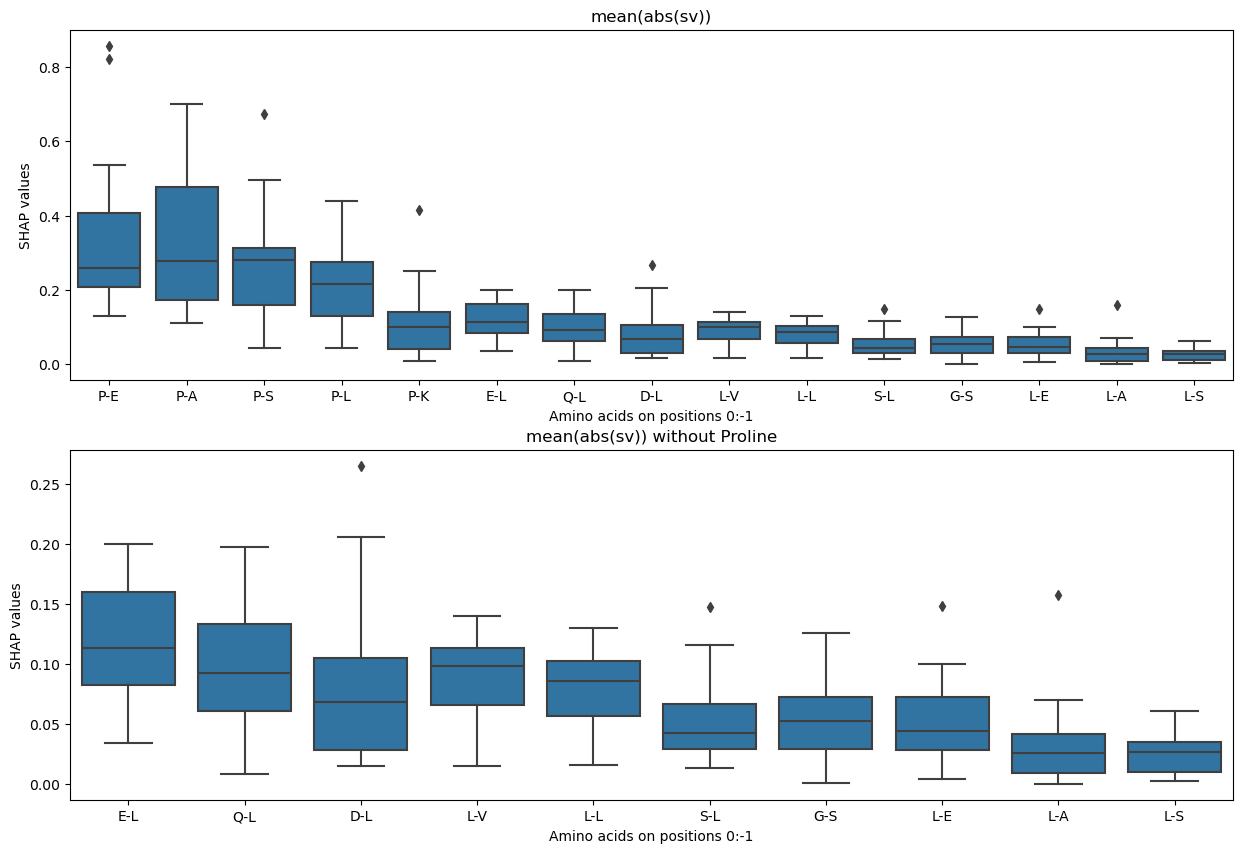 mean(abs(sv))
SHAP values
0.8
0.6
0.4
0.2
0.0
P-E P-A P-S P-L P-K E-L Q-L D-L L-V L-L S-L G-S L-E L-A L-S
Amino acids on positions 0:-1
mean(abs(sv)) without Proline
SHAP values
0.25
0.20
0.15
0.10
0.05
0.00
E-L Q-L D-L L-V L-L S-L G-S L-E L-A L-S
Amino acids on positions 0:-1